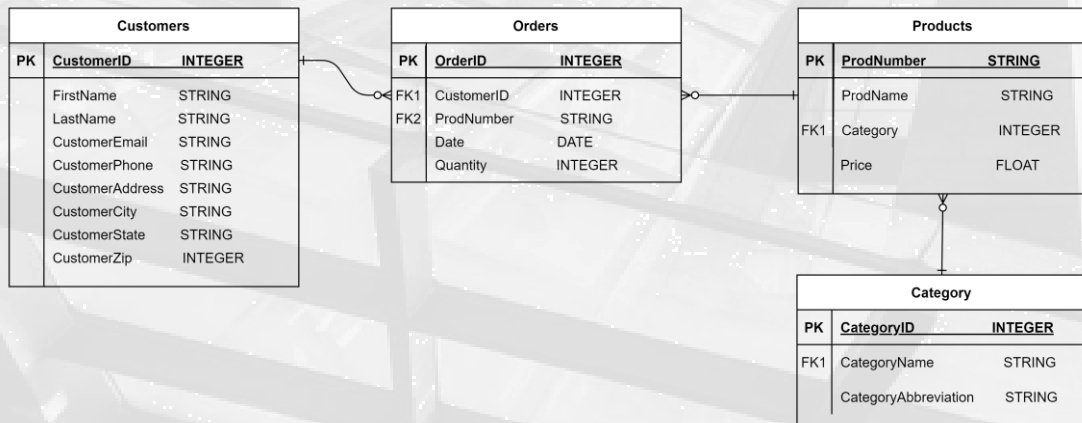 Customers
PK CustomerID INTEGER
FirstName STRING
LastName STRING
CustomerEmail STRING
CustomerPhone STRING
CustomerAddress STRING
CustomerCity STRING
CustomerState STRING
CustomerZip INTEGER
Orders
PK OrderID INTEGER
FK1 CustomerID INTEGER
FK2 ProdNumber STRING
Date DATE
Quantity INTEGER
Products
PK ProdNumber STRING
ProdName STRING
FK1 Category INTEGER
Price FLOAT
Category
PK CategoryID INTEGER
FK1 CategoryName STRING
CategoryAbbreviation STRING